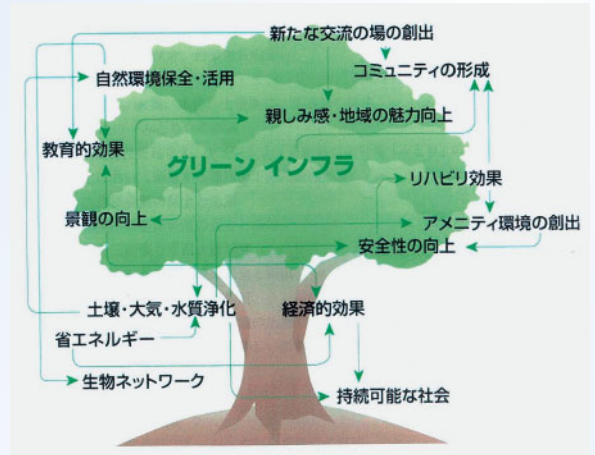 新たな交流の場の創出
コミュニティの形成
自然環境保全・活用
親しみ感・地域の魅力向上
教育的効果
グリーン インフラ
リハビリ効果
景観の向上
アメニティ環境の創出
安全性の向上
土壌・大気・水質浄化
経済的効果
省エネルギー
生物ネットワーク
持続可能な社会